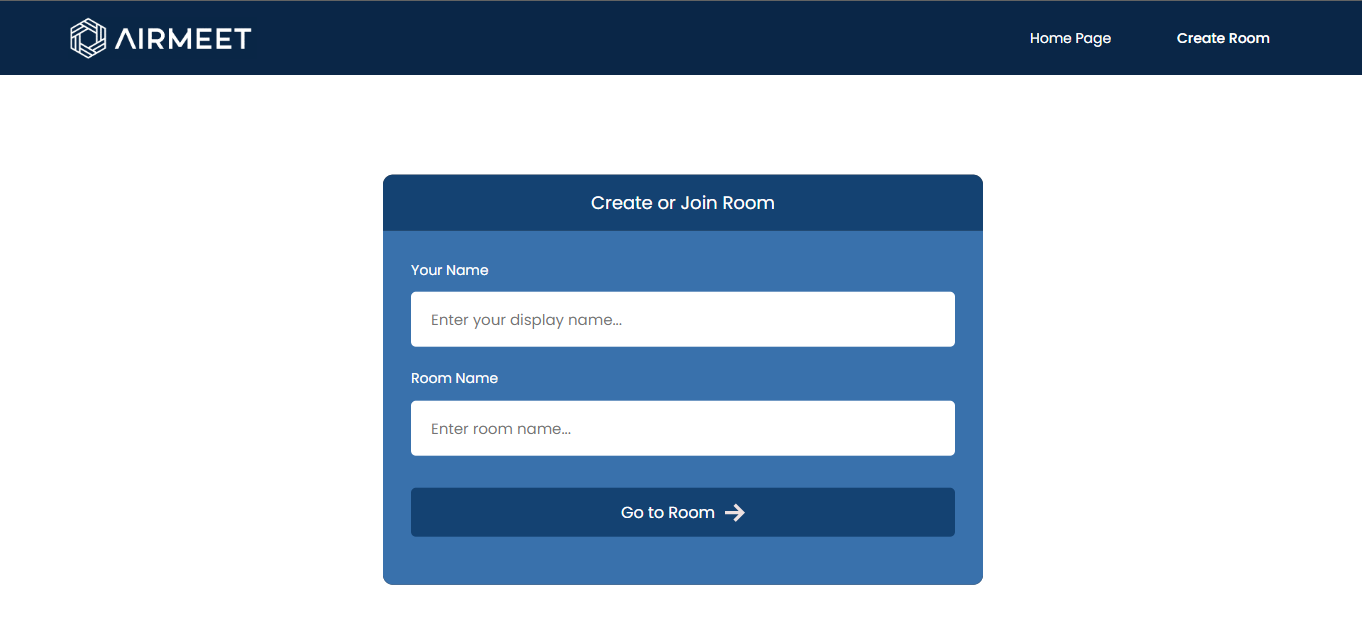 AIRMEET
Home Page
Create Room
Create or Join Room
Your Name
Enter your display name...
Room Name
Enter room name...
Go to Room